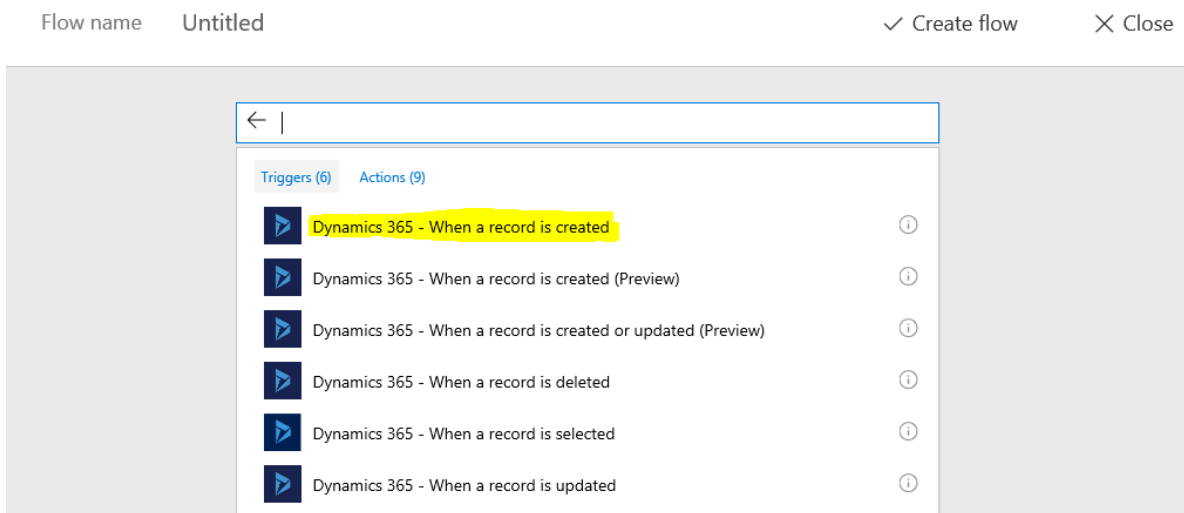 Flow name Untitled Create flow Close
Triggers (6) Actions (9)
Dynamics 365 - When a record is created
Dynamics 365 - When a record is created (Preview)
Dynamics 365 - When a record is created or updated (Preview)
Dynamics 365 - When a record is deleted
Dynamics 365 - When a record is selected
Dynamics 365 - When a record is updated